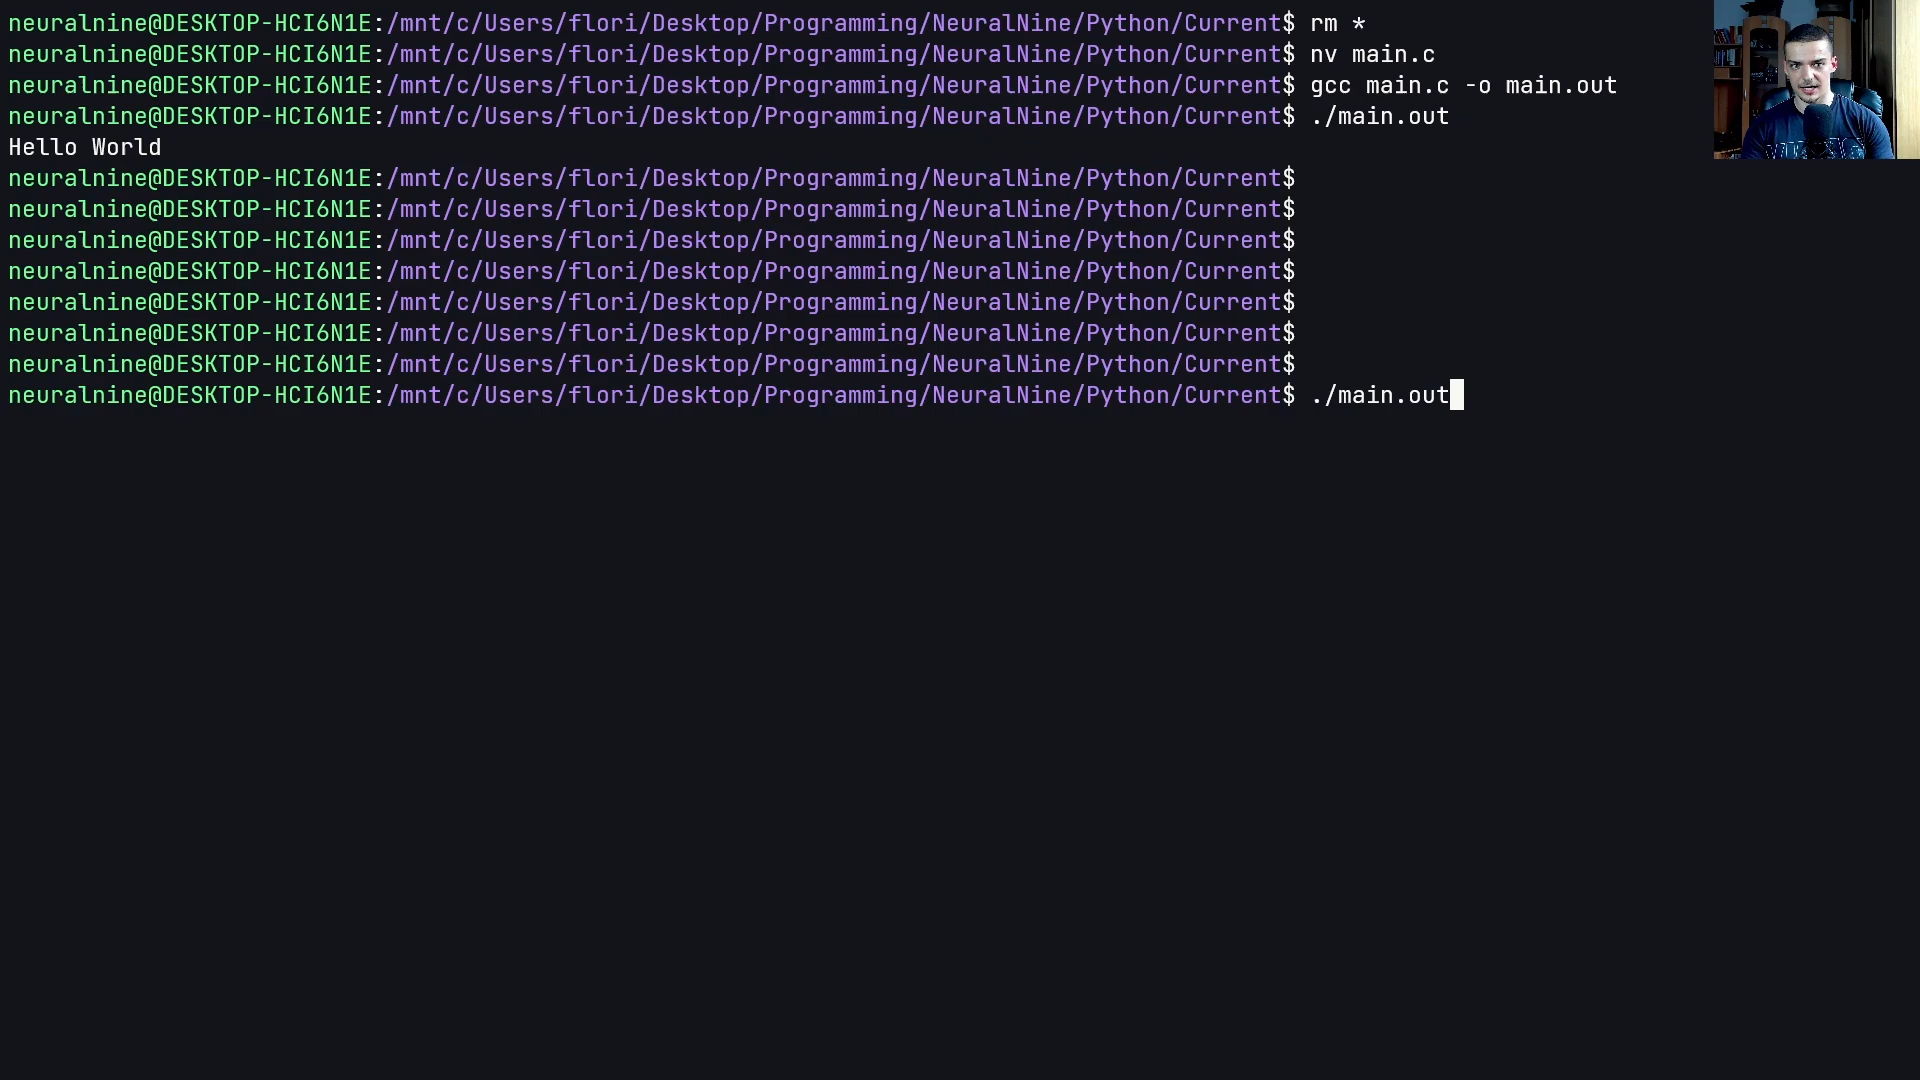 neuralnine@DESKTOP-HCI6N1E:/mnt/c/Users/flori/Desktop/Programming/NeuralNine/Python/Current$ rm *
neuralnine@DESKTOP-HCI6N1E:/mnt/c/Users/flori/Desktop/Programming/NeuralNine/Python/Current$ nv main.c
neuralnine@DESKTOP-HCI6N1E:/mnt/c/Users/flori/Desktop/Programming/NeuralNine/Python/Current$ gcc main.c -o main.out
neuralnine@DESKTOP-HCI6N1E:/mnt/c/Users/flori/Desktop/Programming/NeuralNine/Python/Current$ ./main.out
Hello World
neuralnine@DESKTOP-HCI6N1E:/mnt/c/Users/flori/Desktop/Programming/NeuralNine/Python/Current$
neuralnine@DESKTOP-HCI6N1E:/mnt/c/Users/flori/Desktop/Programming/NeuralNine/Python/Current$
neuralnine@DESKTOP-HCI6N1E:/mnt/c/Users/flori/Desktop/Programming/NeuralNine/Python/Current$
neuralnine@DESKTOP-HCI6N1E:/mnt/c/Users/flori/Desktop/Programming/NeuralNine/Python/Current$
neuralnine@DESKTOP-HCI6N1E:/mnt/c/Users/flori/Desktop/Programming/NeuralNine/Python/Current$
neuralnine@DESKTOP-HCI6N1E:/mnt/c/Users/flori/Desktop/Programming/NeuralNine/Python/Current$
neuralnine@DESKTOP-HCI6N1E:/mnt/c/Users/flori/Desktop/Programming/NeuralNine/Python/Current$
neuralnine@DESKTOP-HCI6N1E:/mnt/c/Users/flori/Desktop/Programming/NeuralNine/Python/Current$ ./main.out